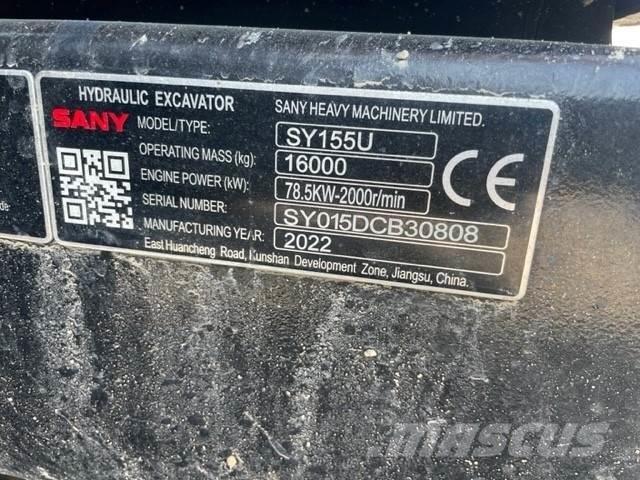 HYDRAULIC EXCAVATOR
SANY HEAVY MACHINERY LIMITED.
SANY
MODEL/TYPE: SY155U
OPERATING MASS (kg): 16000
ENGINE POWER (kW): 78.5KW-2000r/min
SERIAL NUMBER: SY015DCB30808
MANUFACTURING YEAR: 2022
East Huancheng Road, Kunshan Development Zone, Jiangsu, China.
CE
de
MASCUS